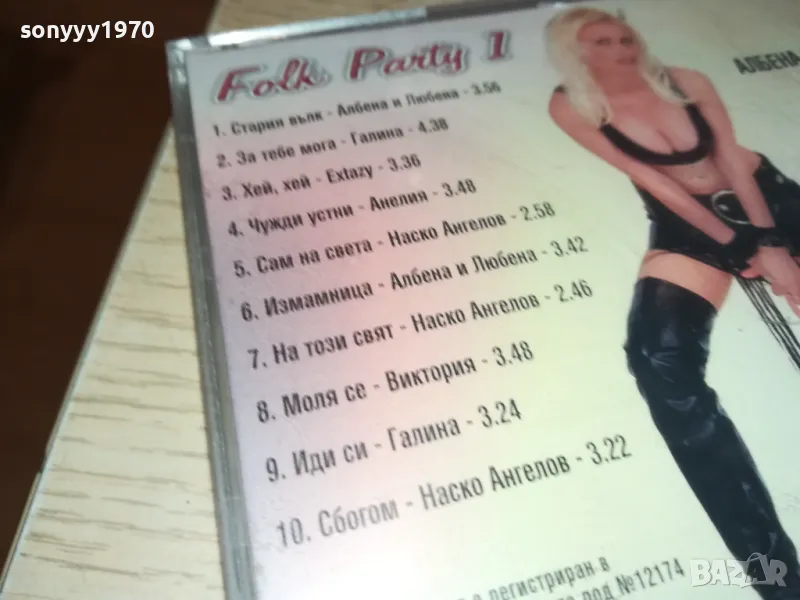 sonyyy1970
Folk Party 1
АЛБЕНА
1. Стария вълк - Албена и Любена - 3.56
2. За тебе мога - Галина - 4.38
3. Хей, хей - Extazy - 3.36
4. Чужди устни - Анелия - 3.48
5. Сам на света - Наско Ангелов - 2.58
6. Измамница - Албена и Любена - 3.42
7. На този свят - Наско Ангелов - 2.46
8. Моля се - Виктория - 3.48
9. Иди си - Галина - 3.24
10. Сбогом - Наско Ангелов - 3.22
регистриран в
под №12174
BAZAR